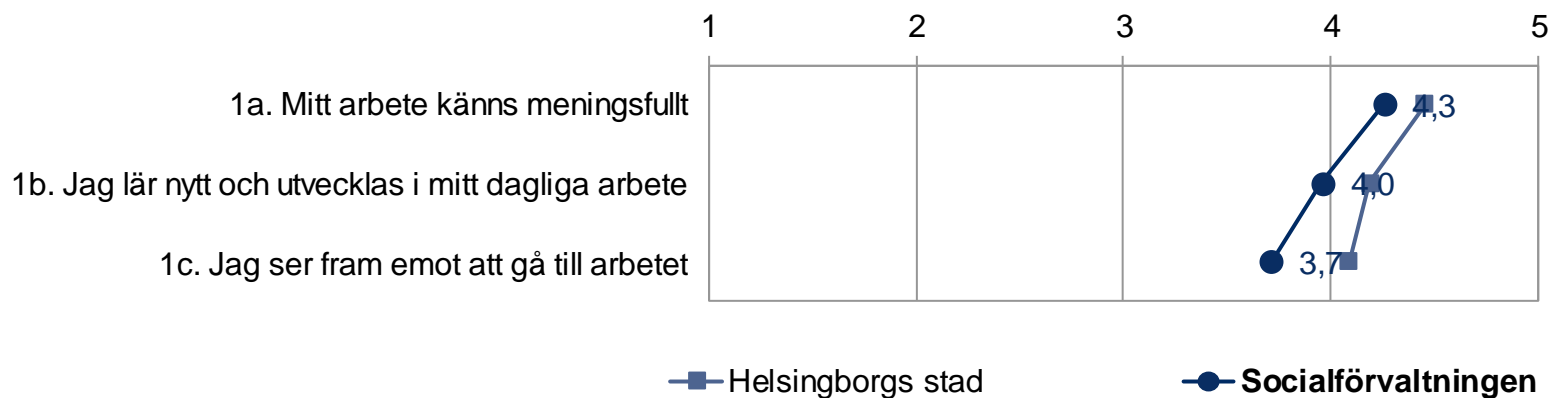 1 2 3 4 5
1a. Mitt arbete känns meningsfullt 4,3
1b. Jag lär nytt och utvecklas i mitt dagliga arbete 4,0
1c. Jag ser fram emot att gå till arbetet 3,7
Helsingborgs stad Socialförvaltningen